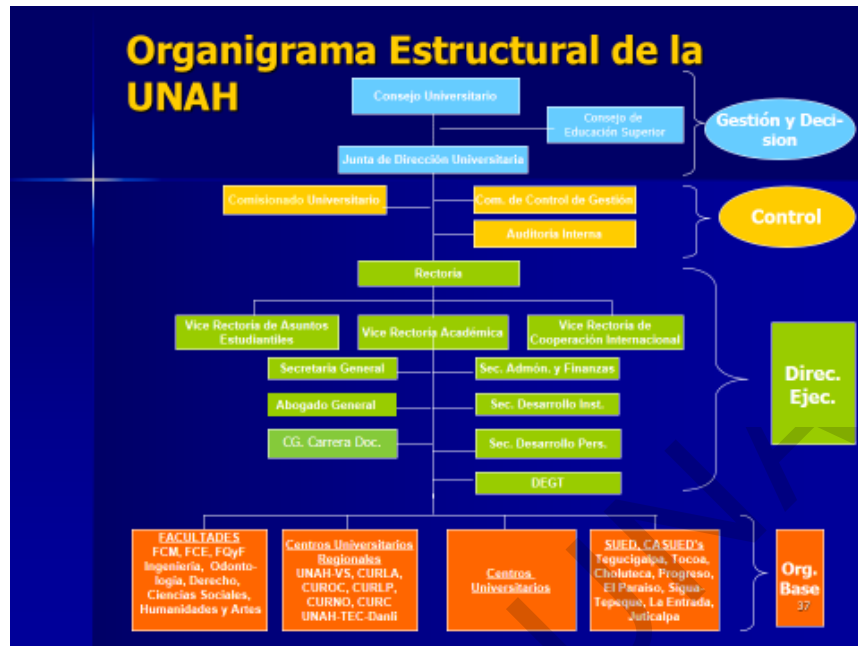 Organigrama Estructural de la
UNAH
Consejo Universitario
Consejo de
Educación Superior
Gestión y Deci-
sion
Junta de Dirección Universitaria
Comisionado Universitario
Com. de Control de Gestión
Control
Auditoría Interna
Rectoría
Vice Rectoría de Asuntos
Estudiantiles
Vice Rectoría Académica
Vice Rectoría de
Cooperación Internacional
Secretaría General
Sec. Admón. y Finanzas
Direc.
Ejec.
Abogado General
Sec. Desarrollo Inst.
CG. Carrera Doc.
Sec. Desarrollo Pers.
DEGT
FACULTADES
FCM, FCE, FQyF
Ingeniería, Odonto-
logía, Derecho,
Ciencias Sociales,
Humanidades y Artes
Centros Universitarios
Regionales
UNAH-VS, CURLA,
CUROC, CURLP,
CURNO, CURC
UNAH-TEC-Danlí
Centros
Universitarios
SUED, CASUED's
Tegucigalpa, Tocoa,
Choluteca, Progreso,
El Paraíso, Sigua-
Tepeque, La Entrada,
Juticalpa
Org.
Base
37
UNA